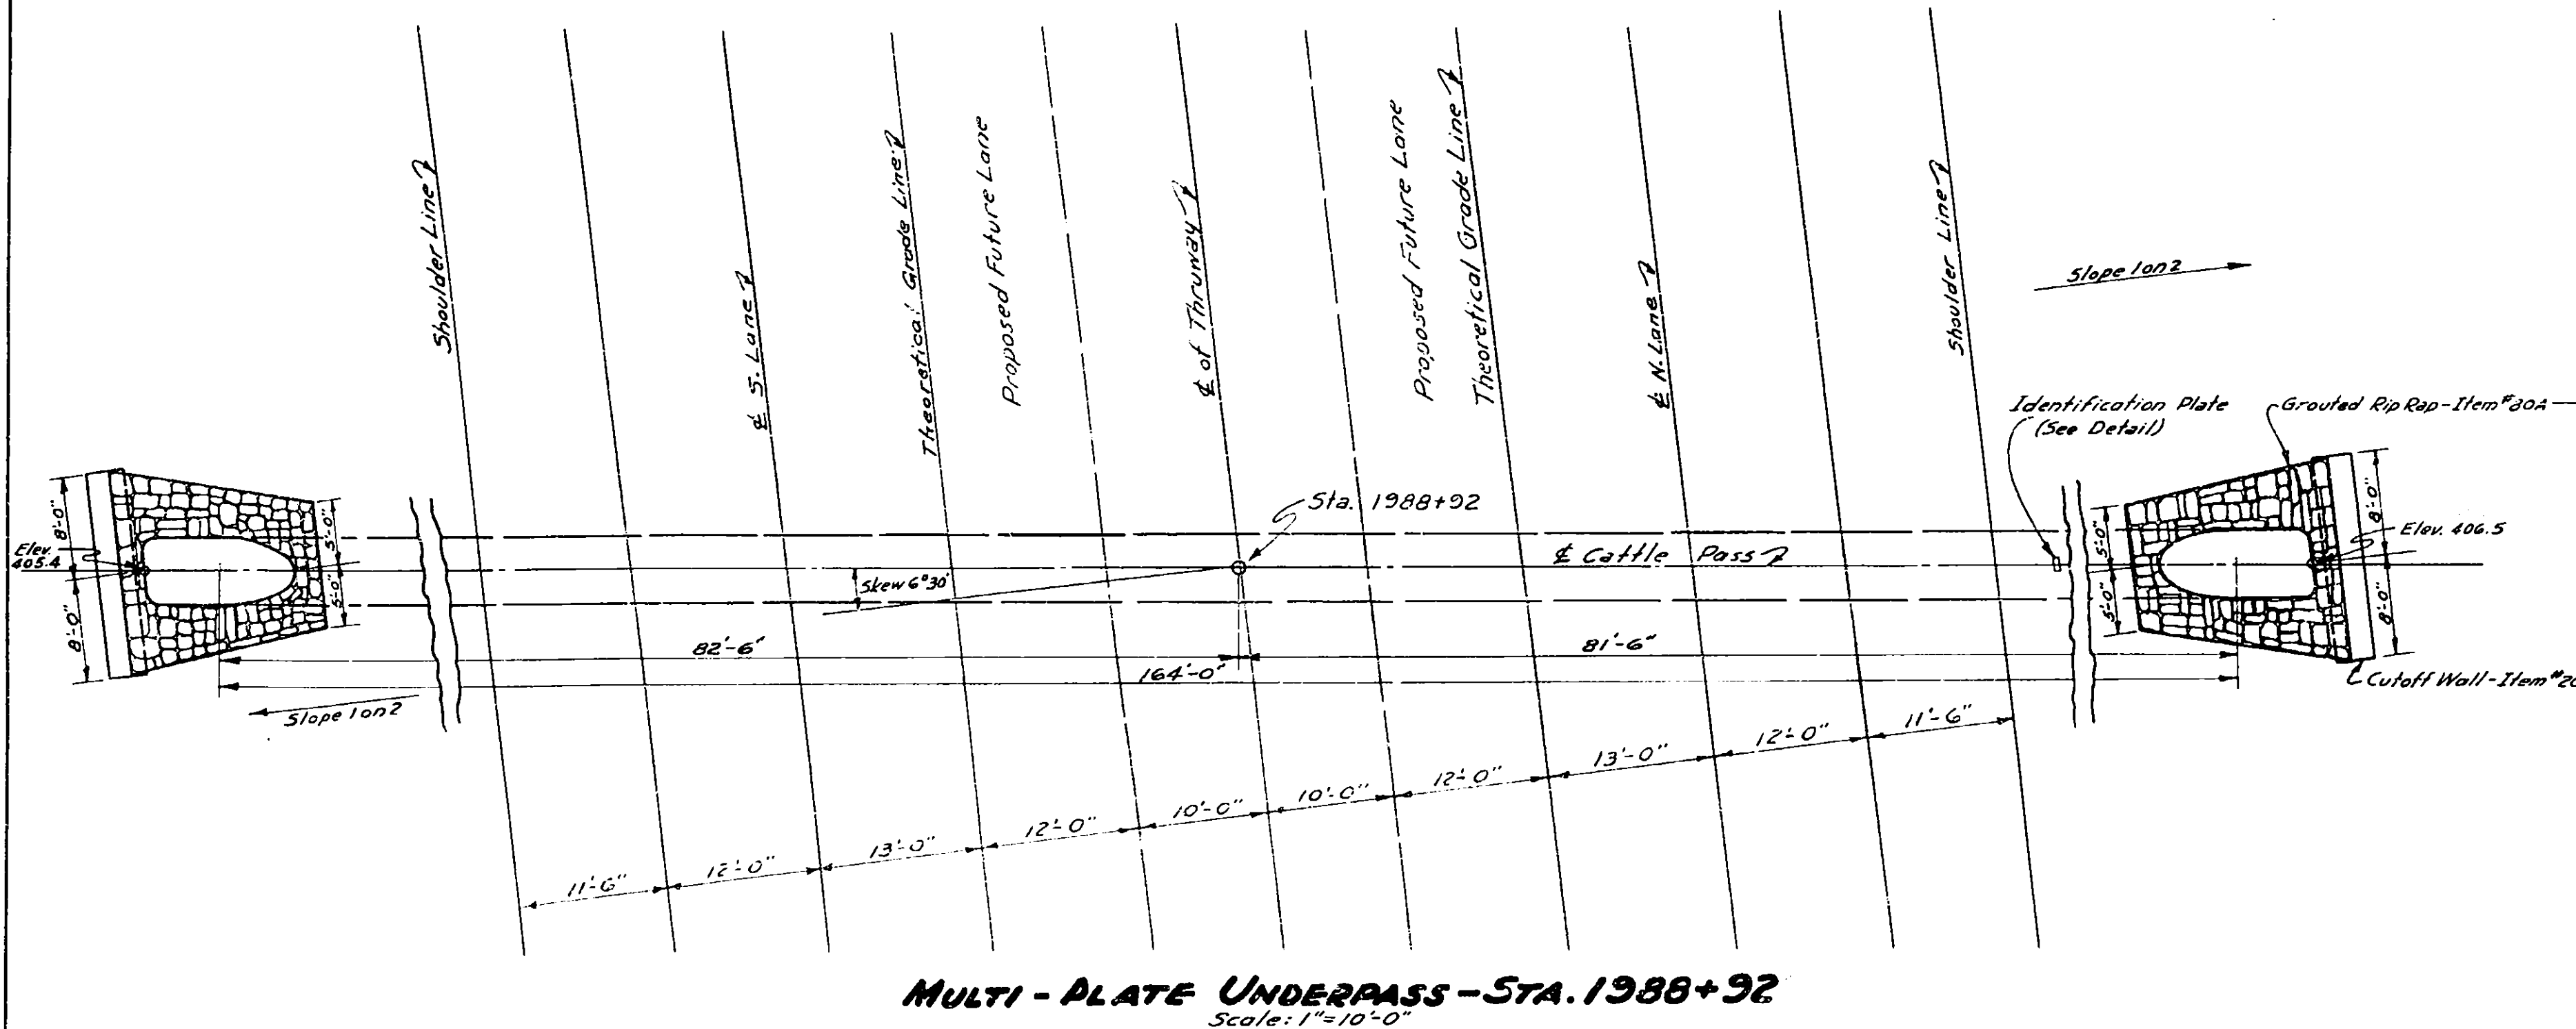 Shoulder Line
℄ S. Lane
Theoretical Grade Line
Proposed Future Lane
℄ of Thruway
Proposed Future Lane
Theoretical Grade Line
℄ N. Lane
Shoulder Line
Slope 1 on 2
Identification Plate
(See Detail)
Grouted Rip Rap-Item #80A
8'-0"
8'-0"
Elev.
405.4
5'-0"
5'-0"
Sta. 1988+92
Skew 6°30'
℄ Cattle Pass
5'-0"
5'-0"
8'-0"
8'-0"
Elev. 406.5
82'-6"
81'-6"
164'-0"
Slope 1 on 2
Cutoff Wall-Item
11'-6"
12'-0"
13'-0"
12'-0"
10'-0"
10'-0"
12'-0"
13'-0"
12'-0"
11'-6"
MULTI-PLATE UNDERPASS-STA. 1988+92
Scale: 1"=10'-0"